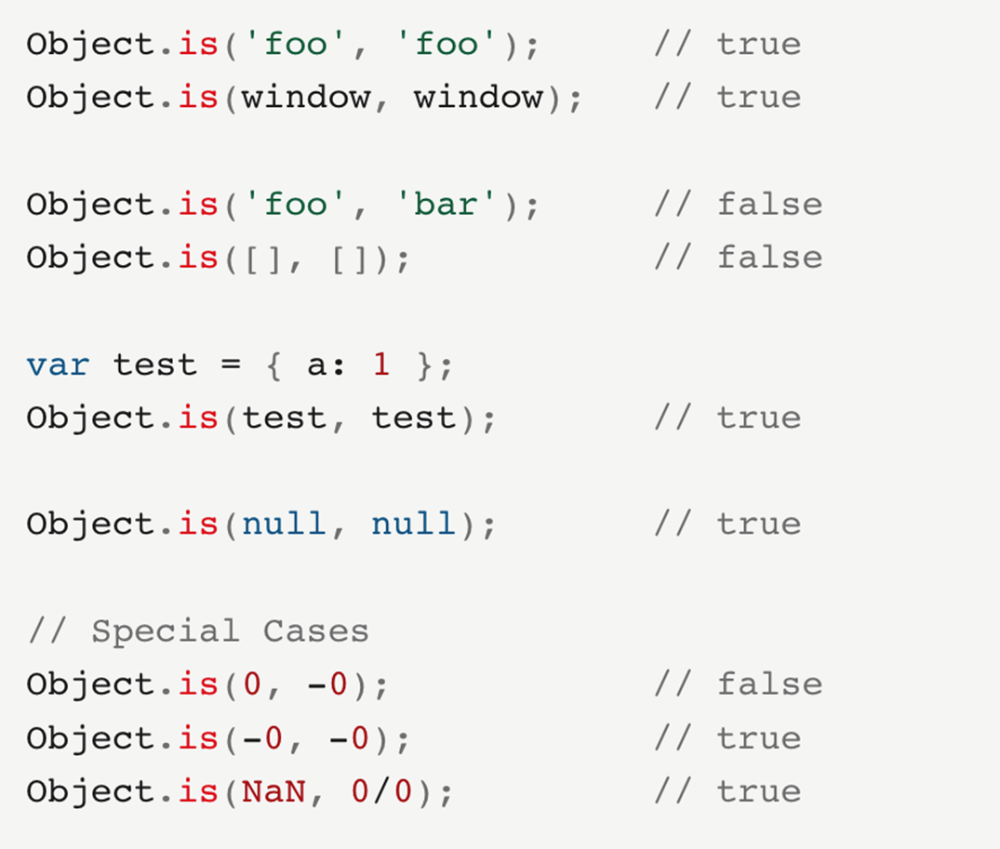 Object.is('foo', 'foo');     // true
Object.is(window, window);   // true
Object.is('foo', 'bar');     // false
Object.is([], []);           // false
var test = { a: 1 };
Object.is(test, test);       // true
Object.is(null, null);       // true
// Special Cases
Object.is(0, -0);            // false
Object.is(-0, -0);           // true
Object.is(NaN, 0/0);         // true